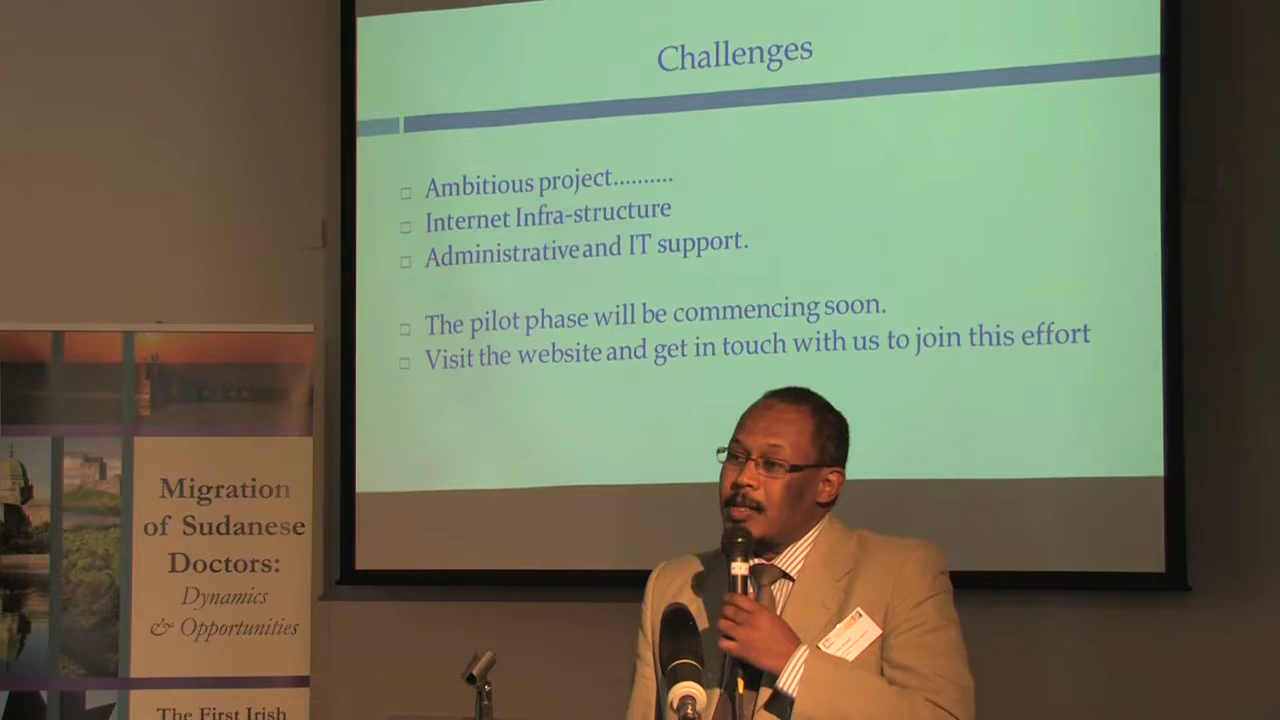 Challenges
Ambitious project..........
Internet Infra-structure
Administrative and IT support.
The pilot phase will be commencing soon.
Visit the website and get in touch with us to join this effort
Migration
of Sudanese
Doctors:
Dynamics
& Opportunities
The First Irish